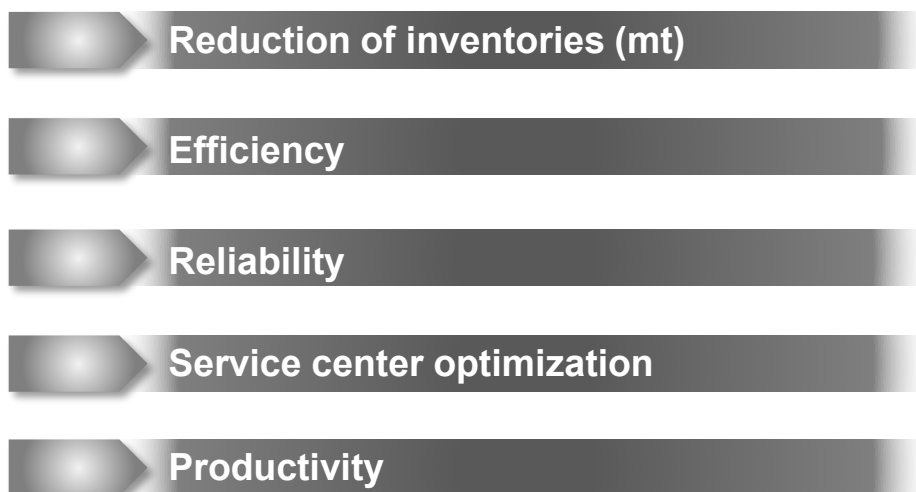 Reduction of inventories (mt)
Efficiency
Reliability
Service center optimization
Productivity